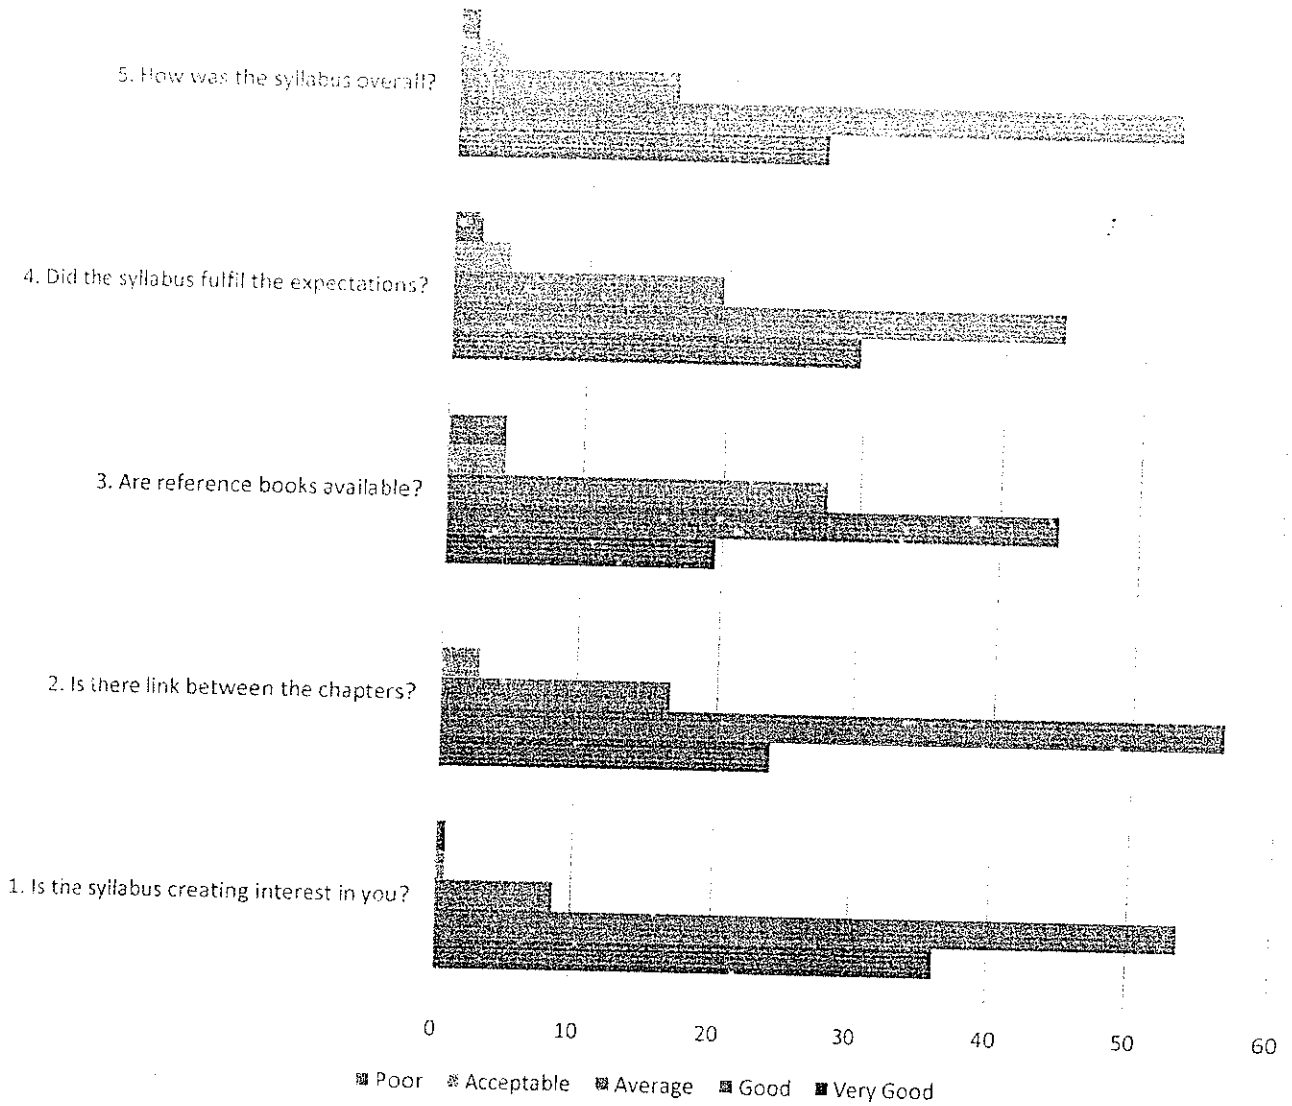 5. How was the syllabus overall?
4. Did the syllabus fulfil the expectations?
3. Are reference books available?
2. Is there link between the chapters?
1. Is the syllabus creating interest in you?
0 10 20 30 40 50 60
Poor Acceptable Average Good Very Good